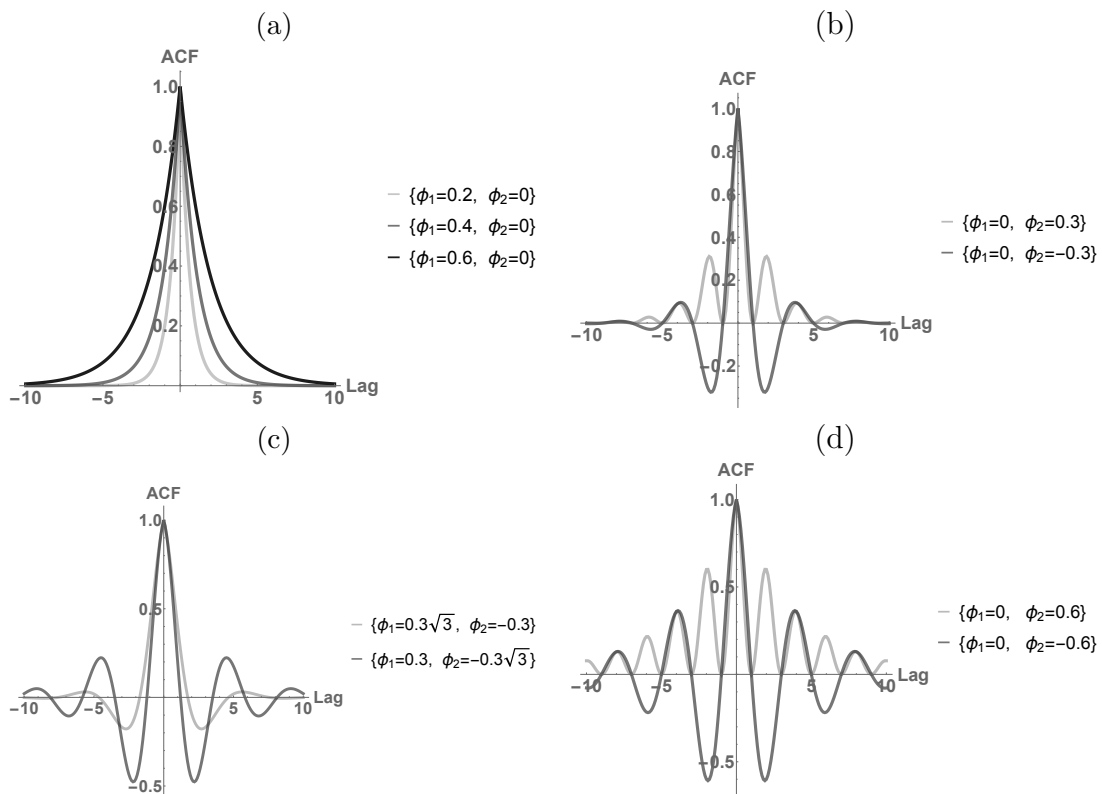 (a)
ACF
1.0
0.8
0.6
0.4
0.2
−10 −5 5 10 Lag
{ϕ1=0.2, ϕ2=0}
{ϕ1=0.4, ϕ2=0}
{ϕ1=0.6, ϕ2=0}
(b)
ACF
1.0
0.8
0.6
0.4
0.2
−10 −5 5 10 Lag
−0.2
{ϕ1=0, ϕ2=0.3}
{ϕ1=0, ϕ2=−0.3}
(c)
ACF
1.0
0.5
−10 −5 5 10 Lag
−0.5
{ϕ1=0.3√3, ϕ2=−0.3}
{ϕ1=0.3, ϕ2=−0.3√3}
(d)
ACF
1.0
0.5
−10 −5 5 10 Lag
−0.5
{ϕ1=0, ϕ2=0.6}
{ϕ1=0, ϕ2=−0.6}